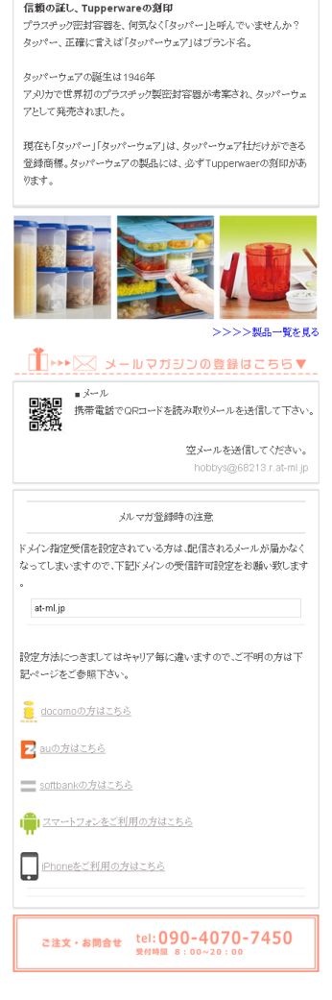 信頼の証し、Tupperwareの刻印
プラスチック密封容器を、何気なく「タッパー」と呼んでいませんか？
タッパー、正確に言えば「タッパーウェア」はブランド名。
タッパーウェアの誕生は1946年
アメリカで世界初のプラスチック製密封容器が考案され、タッパーウェ
アとして発売されました。
現在も「タッパー」「タッパーウェア」は、タッパーウェア社だけができる
登録商標。タッパーウェアの製品には、必ずTupperwaerの刻印があ
ります。
＞＞＞＞製品一覧を見る
メールマガジンの登録はこちら▼
■ メール
携帯電話でQRコードを読み取りメールを送信して下さい。
空メールを送信してください。
hobbys@68213.r.at-ml.jp
メルマガ登録時の注意
ドメイン指定受信を設定されている方は、配信されるメールが届かなく
なってしまいますので、下記ドメインの受信許可設定をお願い致します
。
at-ml.jp
設定方法につきましてはキャリア毎に違いますので、ご不明の方は下
記ページをご参照下さい。
docomoの方はこちら
auの方はこちら
softbankの方はこちら
スマートフォンをご利用の方はこちら
iPhoneをご利用の方はこちら
ご注文・お問合せ tel:090-4070-7450
受付時間 8：00~20：00